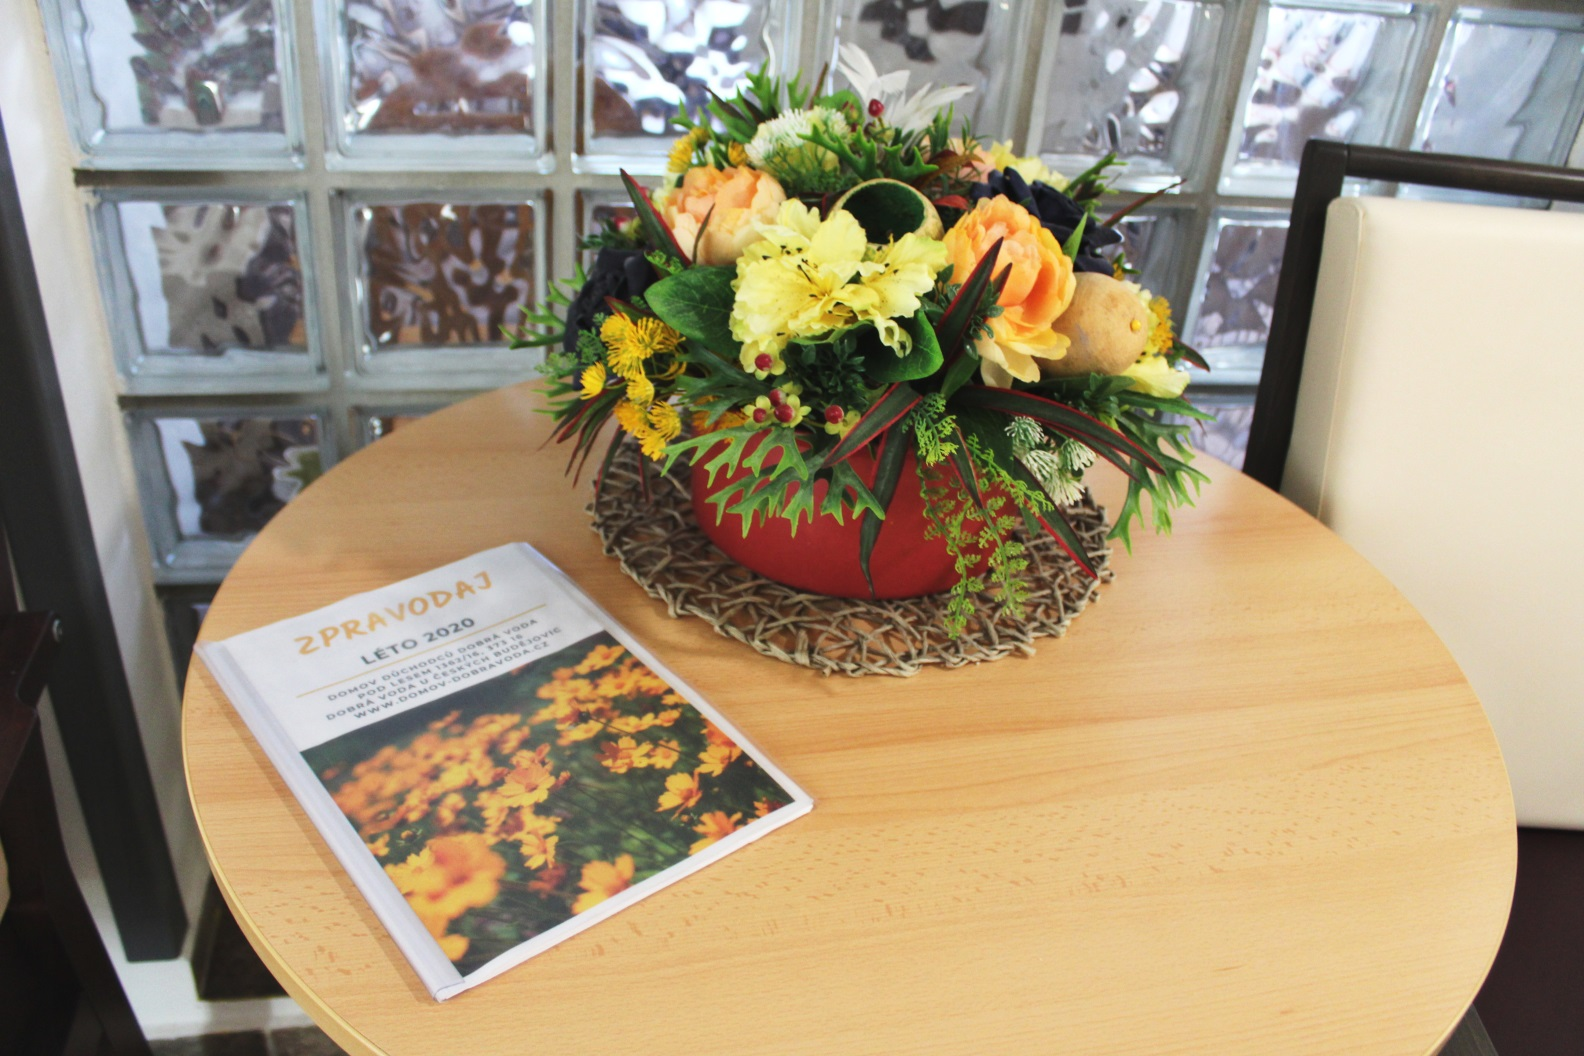 ZPRAVODAJ
LÉTO 2020
DOMOV DŮCHODCŮ DOBRÁ VODA
POD LESEM 1362/16, 373 16
DOBRÁ VODA U ČESKÝCH BUDĚJOVIC
WWW.DOMOV-DOBRAVODA.CZ